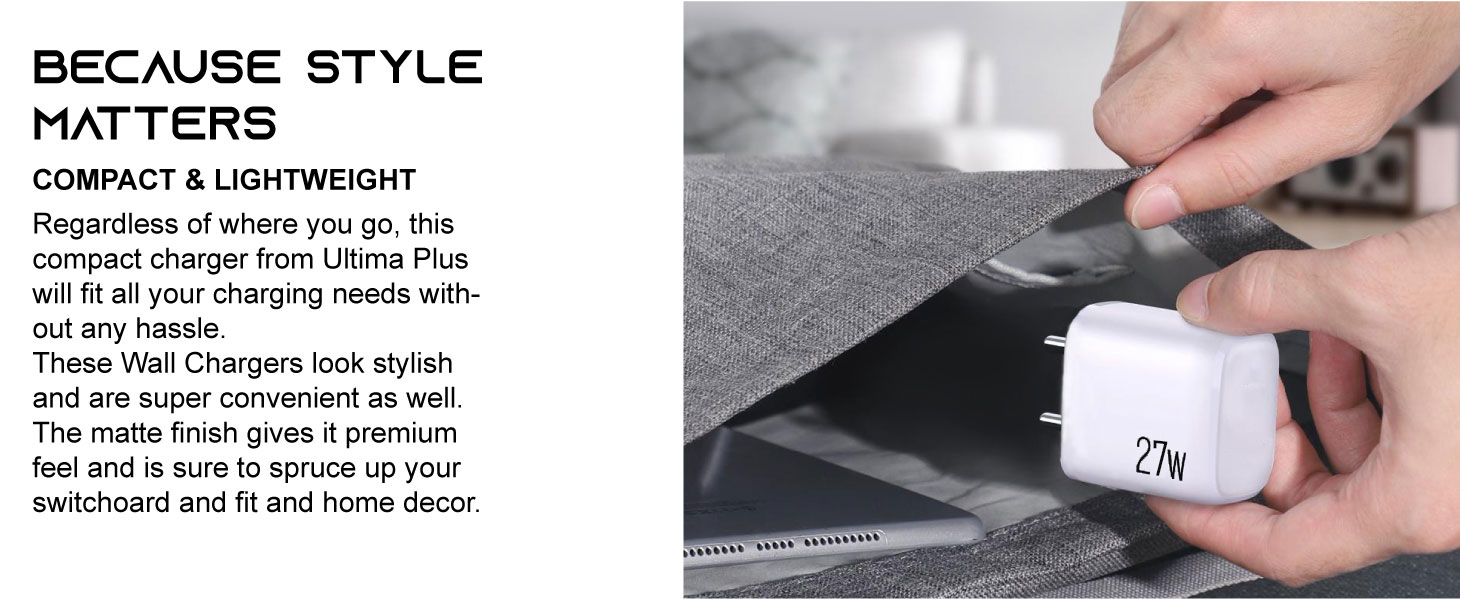 BECAUSE STYLE
MATTERS
COMPACT & LIGHTWEIGHT
Regardless of where you go, this
compact charger from Ultima Plus
will fit all your charging needs with-
out any hassle.
These Wall Chargers look stylish
and are super convenient as well.
The matte finish gives it premium
feel and is sure to spruce up your
switchoard and fit and home decor.
27W